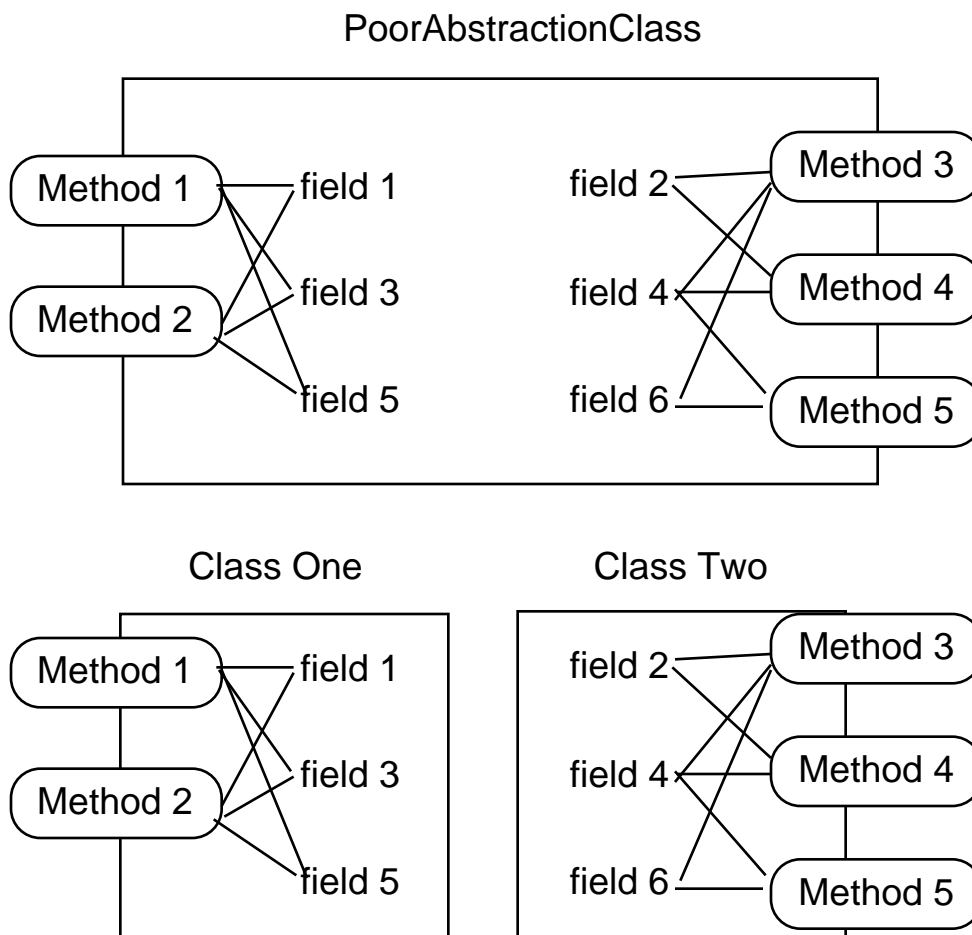 PoorAbstractionClass
Method 1
field 1
field 2
Method 3
Method 2
field 3
field 4
Method 4
field 5
field 6
Method 5
Class One
Class Two
Method 1
field 1
field 2
Method 3
Method 2
field 3
field 4
Method 4
field 5
field 6
Method 5